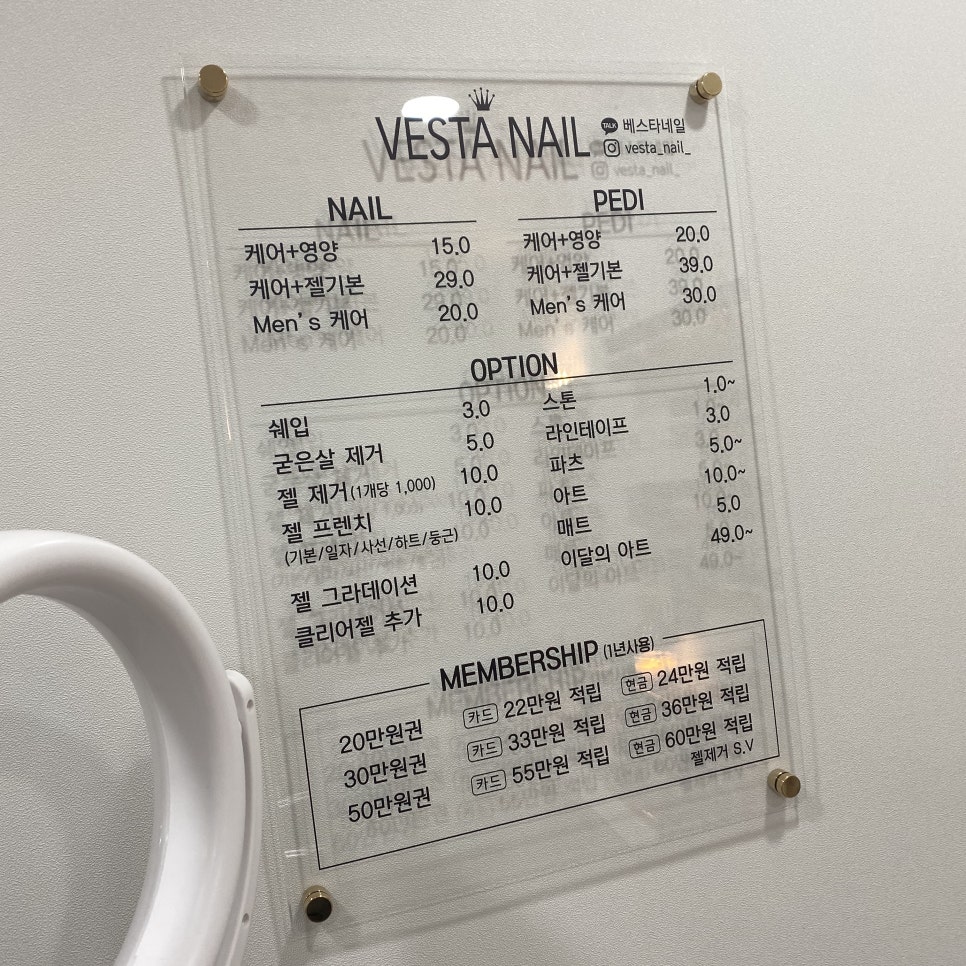 VESTA NAIL
TALK 베스타네일
vesta_nail_
NAIL
케어+영양 15.0
케어+젤기본 29.0
Men's 케어 20.0
PEDI
케어+영양 20.0
케어+젤기본 39.0
Men's 케어 30.0
OPTION
쉐입 3.0
굳은살 제거 5.0
젤 제거(1개당 1,000) 10.0
젤 프렌치 10.0
(기본/일자/사선/하트/둥근)
젤 그라데이션 10.0
클리어젤 추가 10.0
스톤 1.0~
라인테이프 3.0
파츠 5.0~
아트 10.0~
매트 5.0
이달의 아트 49.0~
MEMBERSHIP (1년사용)
20만원권 카드 22만원 적립 현금 24만원 적립
30만원권 카드 33만원 적립 현금 36만원 적립
50만원권 카드 55만원 적립 현금 60만원 적립
젤제거 S.V